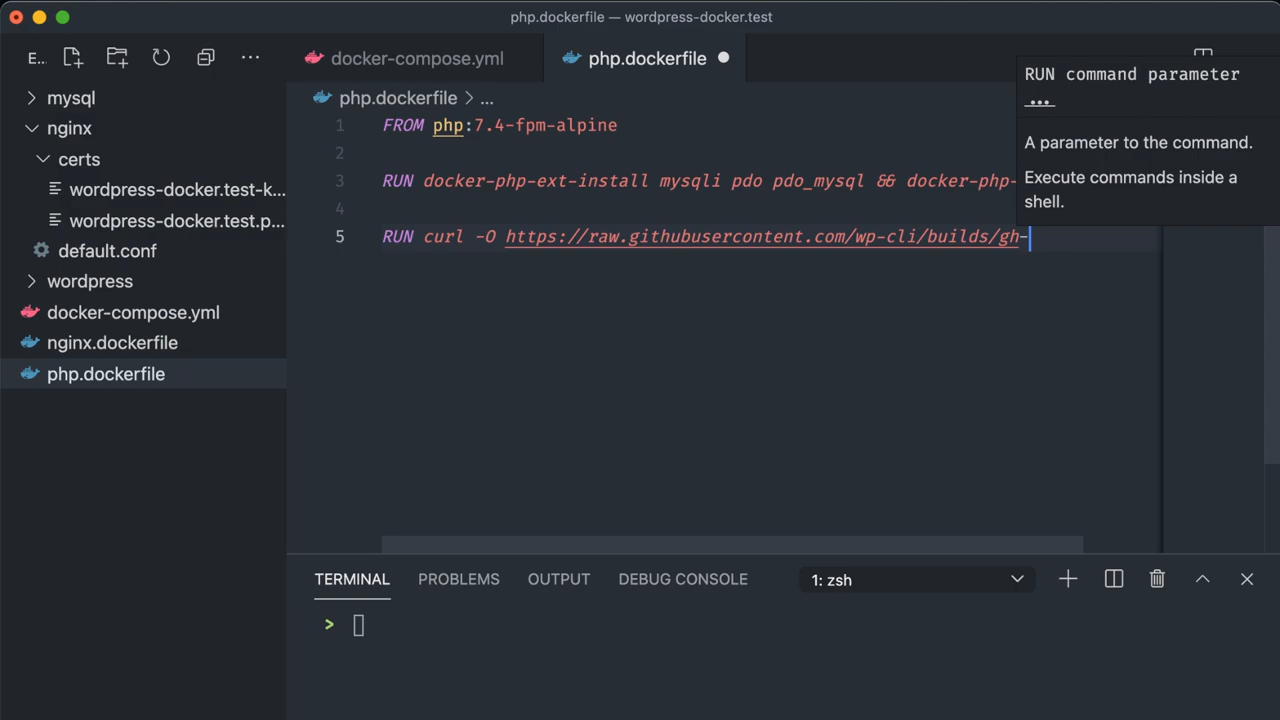 php.dockerfile — wordpress-docker.test
E...
docker-compose.yml
php.dockerfile
mysql
nginx
certs
wordpress-docker.test-k...
wordpress-docker.test.p...
default.conf
wordpress
docker-compose.yml
nginx.dockerfile
php.dockerfile
php.dockerfile > ...
1 FROM php:7.4-fpm-alpine
2
3 RUN docker-php-ext-install mysqli pdo pdo_mysql && docker-php-
4
5 RUN curl -O https://raw.githubusercontent.com/wp-cli/builds/gh-
RUN command parameter
...
A parameter to the command.
Execute commands inside a
shell.
TERMINAL PROBLEMS OUTPUT DEBUG CONSOLE 1: zsh
>